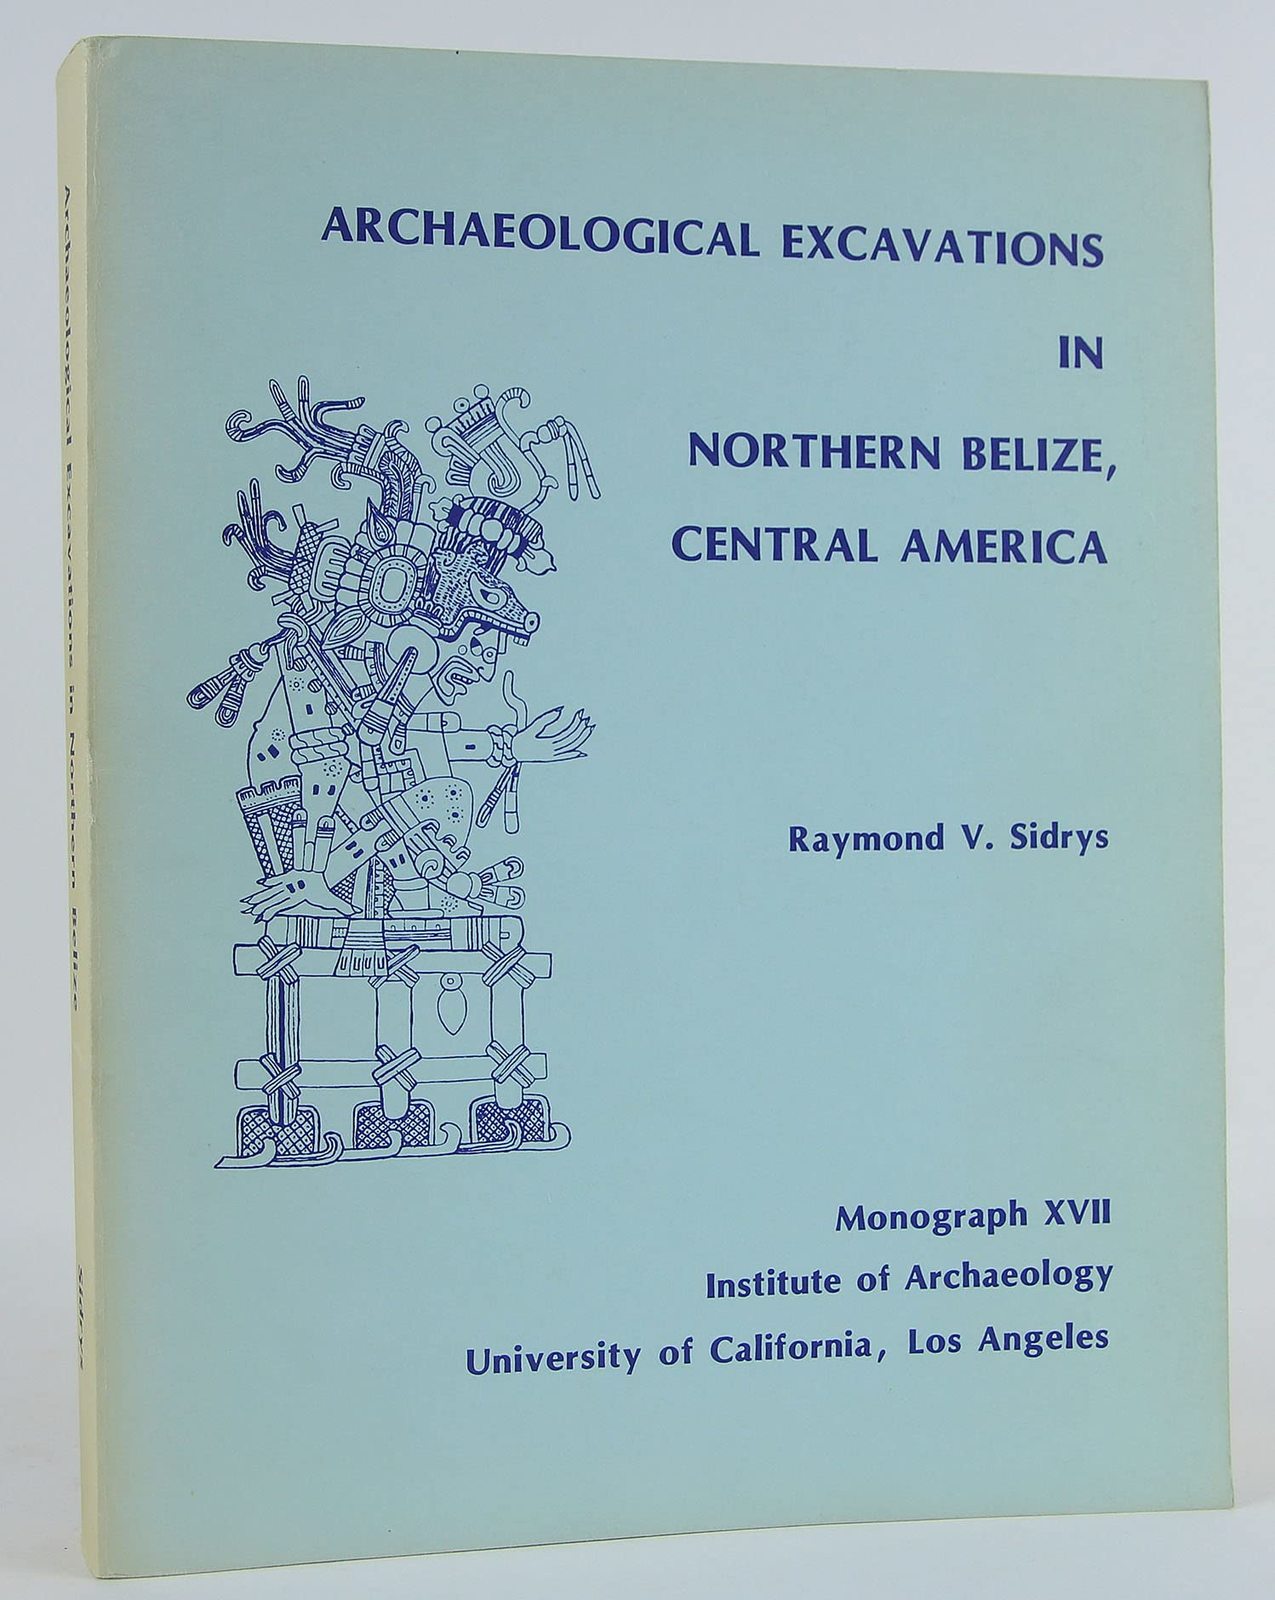 ARCHAEOLOGICAL EXCAVATIONS
IN
NORTHERN BELIZE,
CENTRAL AMERICA
Raymond V. Sidrys
Monograph XVII
Institute of Archaeology
University of California, Los Angeles
Archaeological Excavations in Northern Belize
Sidrys